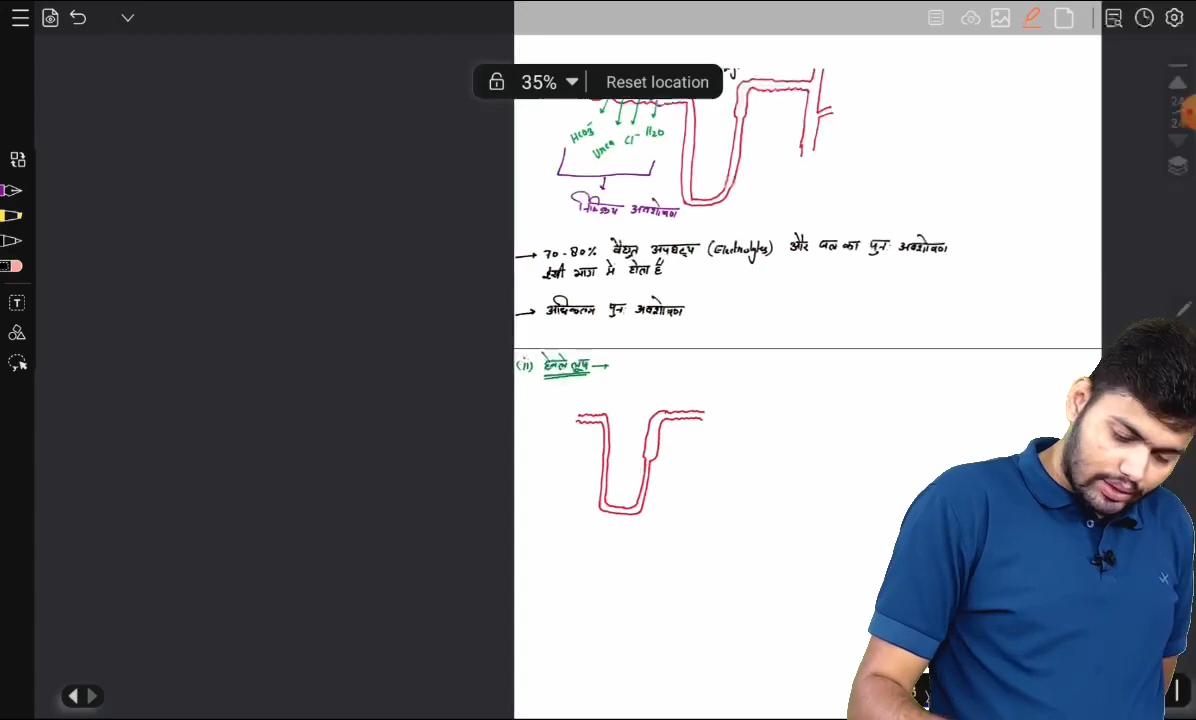 35% Reset location
HCO3⁻ Urea Cl⁻ H2O
निष्क्रिय अवशोषण
→ 70-80% वैद्युत अपघट्य (Electrolytes) और जल का पुनः अवशोषण
इसी भाग मे होता है
→ अधिकतम पुनः अवशोषण
(ii) हेनले लूप →